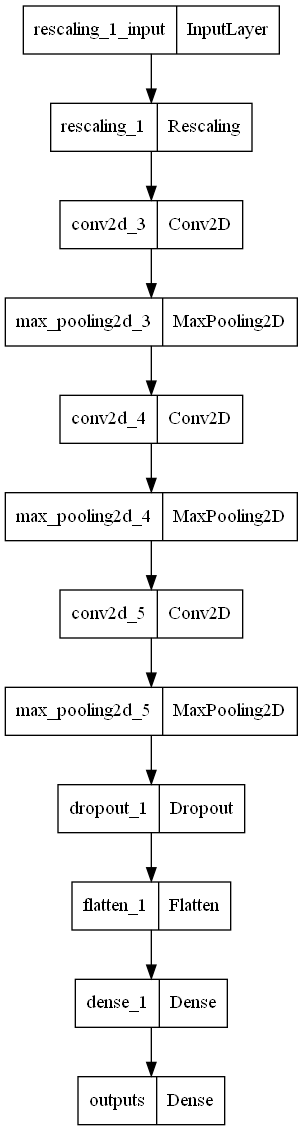 rescaling_1_input InputLayer
rescaling_1 Rescaling
conv2d_3 Conv2D
max_pooling2d_3 MaxPooling2D
conv2d_4 Conv2D
max_pooling2d_4 MaxPooling2D
conv2d_5 Conv2D
max_pooling2d_5 MaxPooling2D
dropout_1 Dropout
flatten_1 Flatten
dense_1 Dense
outputs Dense